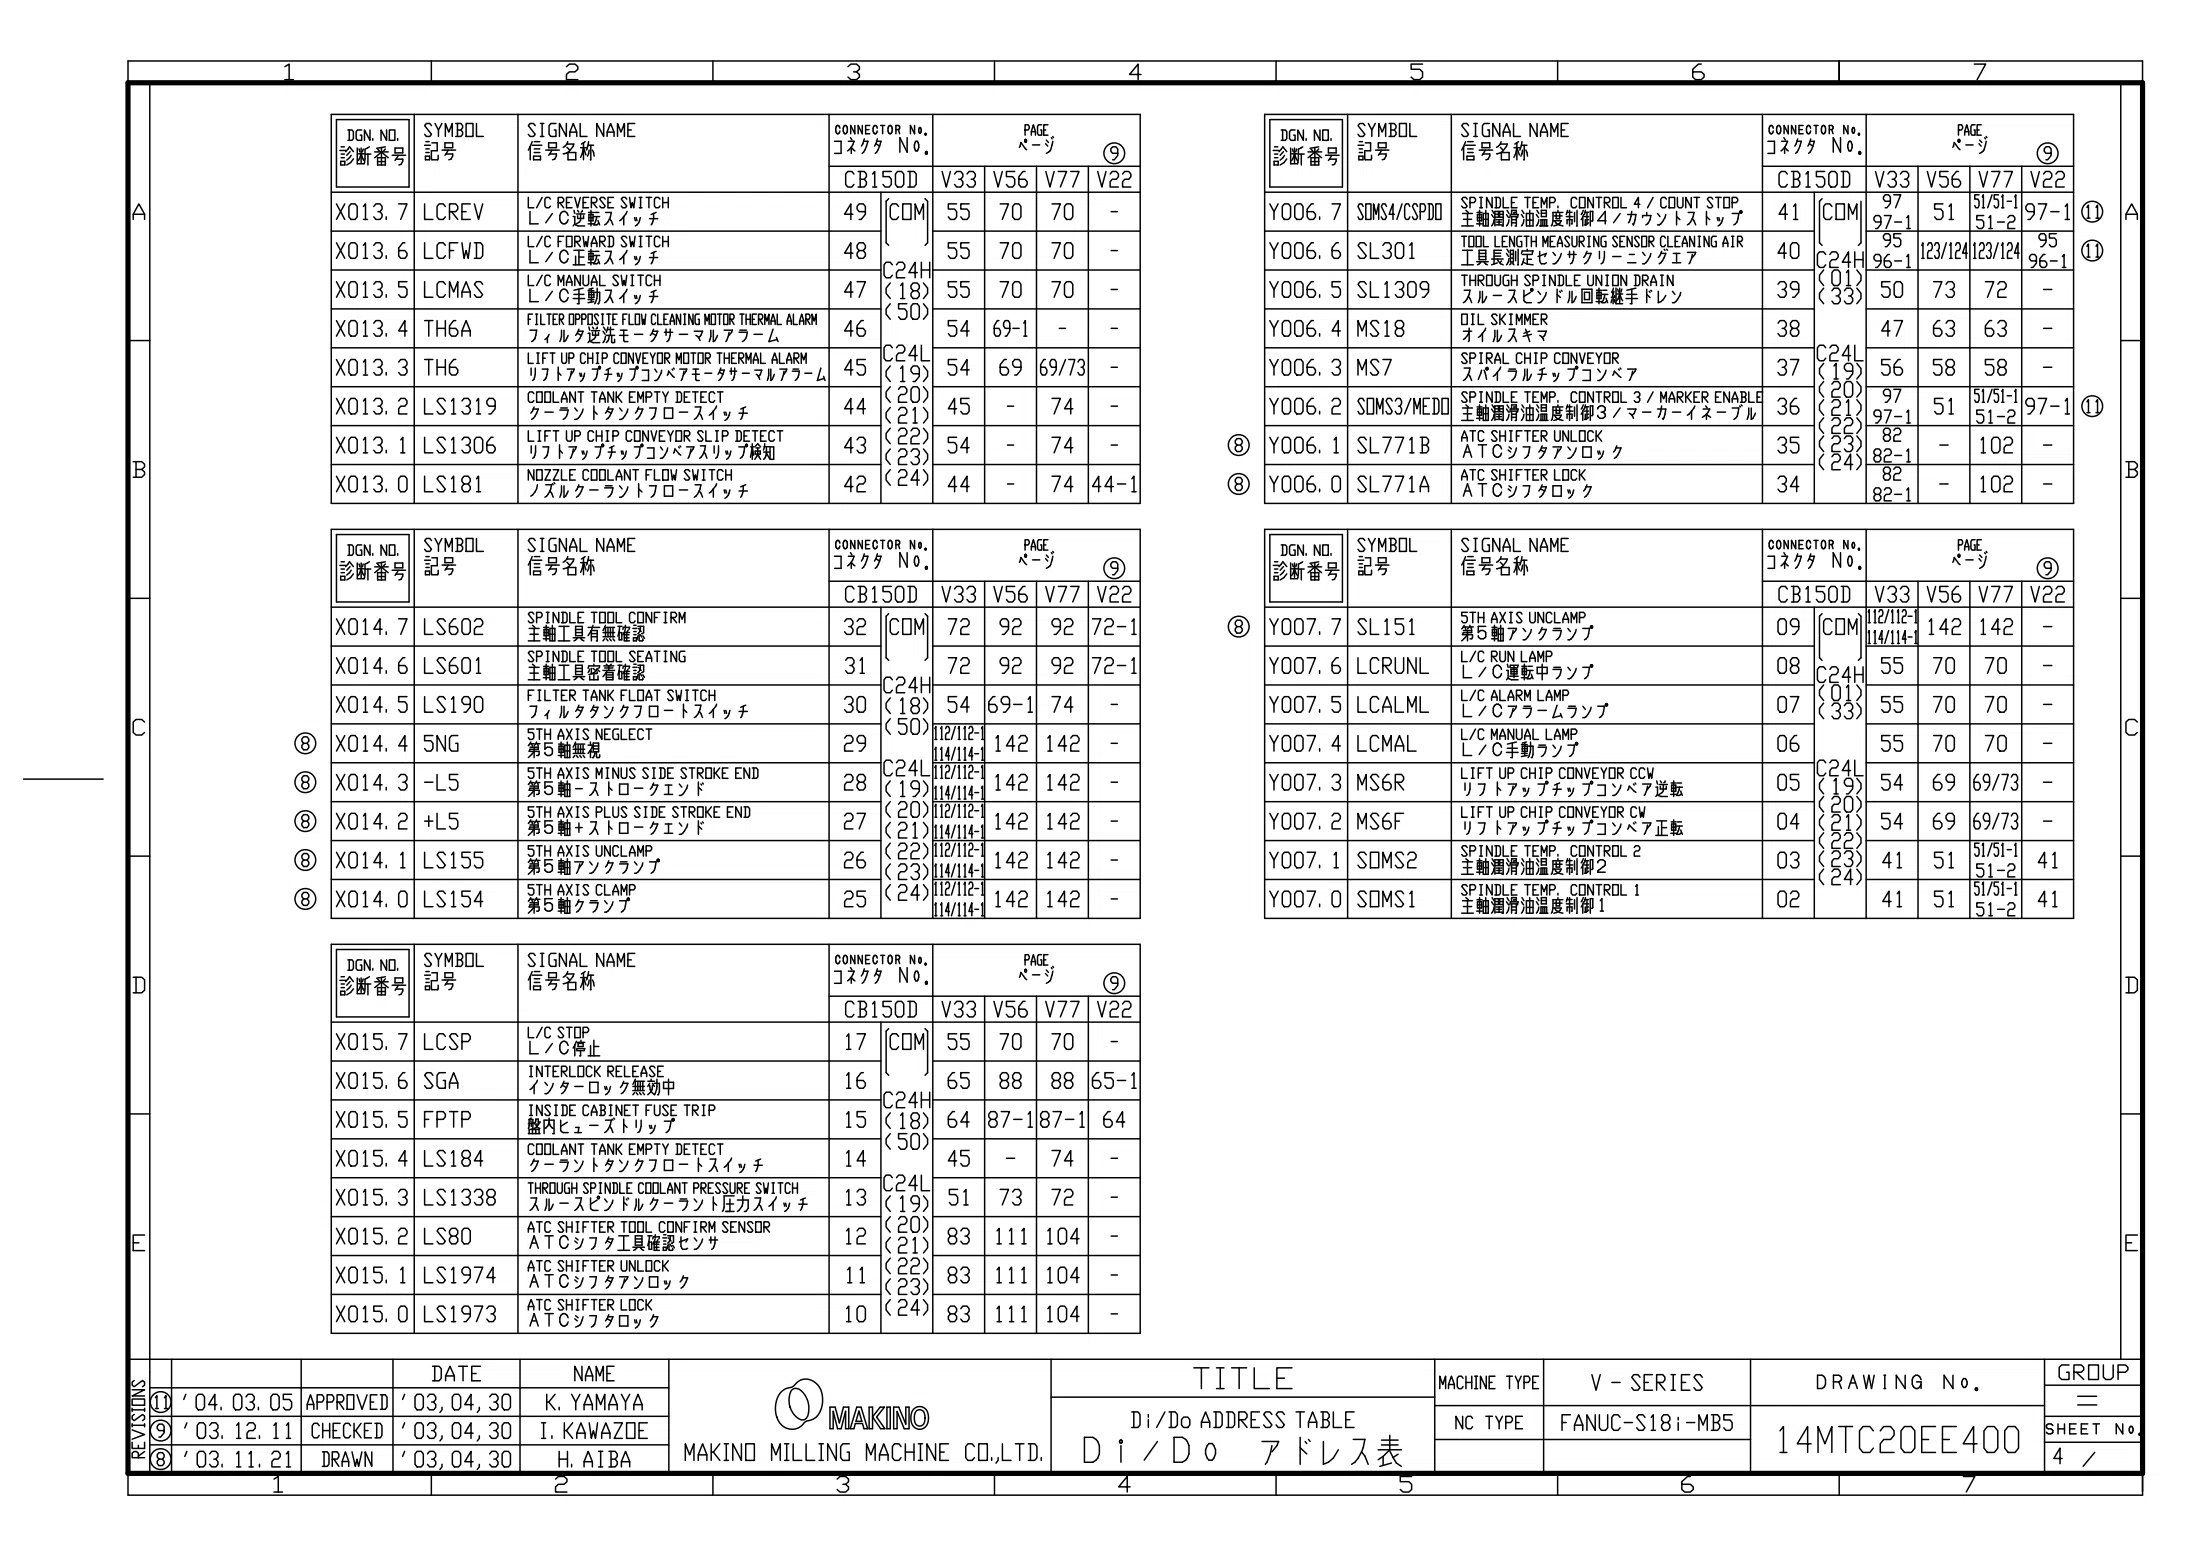 1 2 3 4 5 6 7
A
B
C
D
E
DGN. NO. SYMBOL SIGNAL NAME CONNECTOR No. PAGE
診断番号 記号 信号名称 コネクタ No. ページ ⑨
CB150D V33 V56 V77 V22
X013. 7 LCREV L/C REVERSE SWITCH 49 (COM) 55 70 70 -
L/C逆転スイッチ
X013. 6 LCFWD L/C FORWARD SWITCH 48 55 70 70 -
L/C正転スイッチ C24H
X013. 5 LCMAS L/C MANUAL SWITCH 47 (18) 55 70 70 -
L/C手動スイッチ (50)
X013. 4 TH6A FILTER OPPOSITE FLOW CLEANING MOTOR THERMAL ALARM 46 54 69-1 - -
フィルタ逆洗モータサーマルアラーム C24L
X013. 3 TH6 LIFT UP CHIP CONVEYOR MOTOR THERMAL ALARM 45 (19) 54 69 69/73 -
リフトアップチップコンベアモータサーマルアラーム (20)
X013. 2 LS1319 COOLANT TANK EMPTY DETECT 44 (21) 45 - 74 -
クーラントタンクフロースイッチ (22)
X013. 1 LS1306 LIFT UP CHIP CONVEYOR SLIP DETECT 43 (23) 54 - 74 -
リフトアップチップコンベアスリップ検知
X013. 0 LS181 NOZZLE COOLANT FLOW SWITCH 42 (24) 44 - 74 44-1
ノズルクーラントフロースイッチ
DGN. NO. SYMBOL SIGNAL NAME CONNECTOR No. PAGE
診断番号 記号 信号名称 コネクタ No. ページ ⑨
CB150D V33 V56 V77 V22
X014. 7 LS602 SPINDLE TOOL CONFIRM 32 (COM) 72 92 92 72-1
主軸工具有無確認
X014. 6 LS601 SPINDLE TOOL SEATING 31 72 92 92 72-1
主軸工具密着確認 C24H
X014. 5 LS190 FILTER TANK FLOAT SWITCH 30 (18) 54 69-1 74 -
フィルタタンクフロートスイッチ (50)
⑧ X014. 4 5NG 5TH AXIS NEGLECT 29 112/112-1 114/114-1 142 142 -
第5軸無視 C24L
⑧ X014. 3 -L5 5TH AXIS MINUS SIDE STROKE END 28 (19) 112/112-1 114/114-1 142 142 -
第5軸-ストロークエンド (20)
⑧ X014. 2 +L5 5TH AXIS PLUS SIDE STROKE END 27 (21) 112/112-1 114/114-1 142 142 -
第5軸+ストロークエンド (22)
⑧ X014. 1 LS155 5TH AXIS UNCLAMP 26 (23) 112/112-1 114/114-1 142 142 -
第5軸アンクランプ
⑧ X014. 0 LS154 5TH AXIS CLAMP 25 (24) 112/112-1 114/114-1 142 142 -
第5軸クランプ
DGN. NO. SYMBOL SIGNAL NAME CONNECTOR No. PAGE
診断番号 記号 信号名称 コネクタ No. ページ ⑨
CB150D V33 V56 V77 V22
X015. 7 LCSP L/C STOP 17 (COM) 55 70 70 -
L/C停止
X015. 6 SGA INTERLOCK RELEASE 16 65 88 88 65-1
インターロック無効中 C24H
X015. 5 FPTP INSIDE CABINET FUSE TRIP 15 (18) 64 87-1 87-1 64
盤内ヒューズトリップ (50)
X015. 4 LS184 COOLANT TANK EMPTY DETECT 14 45 - 74 -
クーラントタンクフロートスイッチ C24L
X015. 3 LS1338 THROUGH SPINDLE COOLANT PRESSURE SWITCH 13 (19) 51 73 72 -
スルースピンドルクーラント圧力スイッチ (20)
X015. 2 LS80 ATC SHIFTER TOOL CONFIRM SENSOR 12 (21) 83 111 104 -
ATCシフタ工具確認センサ (22)
X015. 1 LS1974 ATC SHIFTER UNLOCK 11 (23) 83 111 104 -
ATCシフタアンロック
X015. 0 LS1973 ATC SHIFTER LOCK 10 (24) 83 111 104 -
ATCシフタロック
DGN. NO. SYMBOL SIGNAL NAME CONNECTOR No. PAGE
診断番号 記号 信号名称 コネクタ No. ページ ⑨
CB150D V33 V56 V77 V22
Y006. 7 SOMS4/CSPDO SPINDLE TEMP. CONTROL 4 / COUNT STOP 41 (COM) 97 97-1 51 51/51-1 51-2 97-1 ⑪
主軸潤滑油温度制御4/カウントストップ
Y006. 6 SL301 TOOL LENGTH MEASURING SENSOR CLEANING AIR 40 C24H 95 96-1 123/124 123/124 95 96-1 ⑪
工具長測定センサクリーニングエア (01)
Y006. 5 SL1309 THROUGH SPINDLE UNION DRAIN 39 (33) 50 73 72 -
スルースピンドル回転継手ドレン
Y006. 4 MS18 OIL SKIMMER 38 47 63 63 -
オイルスキマ C24L
Y006. 3 MS7 SPIRAL CHIP CONVEYOR 37 (19) 56 58 58 -
スパイラルチップコンベア (20)
Y006. 2 SOMS3/MEDO SPINDLE TEMP. CONTROL 3 / MARKER ENABLE 36 (21) 97 97-1 51 51/51-1 51-2 97-1 ⑪
主軸潤滑油温度制御3/マーカーイネーブル (22)
⑧ Y006. 1 SL771B ATC SHIFTER UNLOCK 35 (23) 82 82-1 - 102 -
ATCシフタアンロック (24)
⑧ Y006. 0 SL771A ATC SHIFTER LOCK 34 82 82-1 - 102 -
ATCシフタロック
DGN. NO. SYMBOL SIGNAL NAME CONNECTOR No. PAGE
診断番号 記号 信号名称 コネクタ No. ページ ⑨
CB150D V33 V56 V77 V22
⑧ Y007. 7 SL151 5TH AXIS UNCLAMP 09 (COM) 112/112-1 114/114-1 142 142 -
第5軸アンクランプ
Y007. 6 LCRUNL L/C RUN LAMP 08 C24H 55 70 70 -
L/C運転中ランプ (01)
Y007. 5 LCALML L/C ALARM LAMP 07 (33) 55 70 70 -
L/Cアラームランプ
Y007. 4 LCMAL L/C MANUAL LAMP 06 55 70 70 -
L/C手動ランプ C24L
Y007. 3 MS6R LIFT UP CHIP CONVEYOR CCW 05 (19) 54 69 69/73 -
リフトアップチップコンベア逆転 (20)
Y007. 2 MS6F LIFT UP CHIP CONVEYOR CW 04 (21) 54 69 69/73 -
リフトアップチップコンベア正転 (22)
Y007. 1 SOMS2 SPINDLE TEMP. CONTROL 2 03 (23) 41 51 51/51-1 51-2 41
主軸潤滑油温度制御2 (24)
Y007. 0 SOMS1 SPINDLE TEMP. CONTROL 1 02 41 51 51/51-1 51-2 41
主軸潤滑油温度制御1
A
B
C
D
E
REVISIONS
DATE NAME
⑪ '04. 03. 05 APPROVED '03,04,30 K. YAMAYA
⑨ '03. 12. 11 CHECKED '03,04,30 I. KAWAZOE
⑧ '03. 11. 21 DRAWN '03,04,30 H. AIBA
MAKINO
MAKINO MILLING MACHINE CO.,LTD.
TITLE
Di/Do ADDRESS TABLE
Di/Do アドレス表
MACHINE TYPE V - SERIES
NC TYPE FANUC-S18i-MB5
DRAWING No.
14MTC20EE400
GROUP
=
SHEET No.
4 /
1 2 3 4 5 6 7